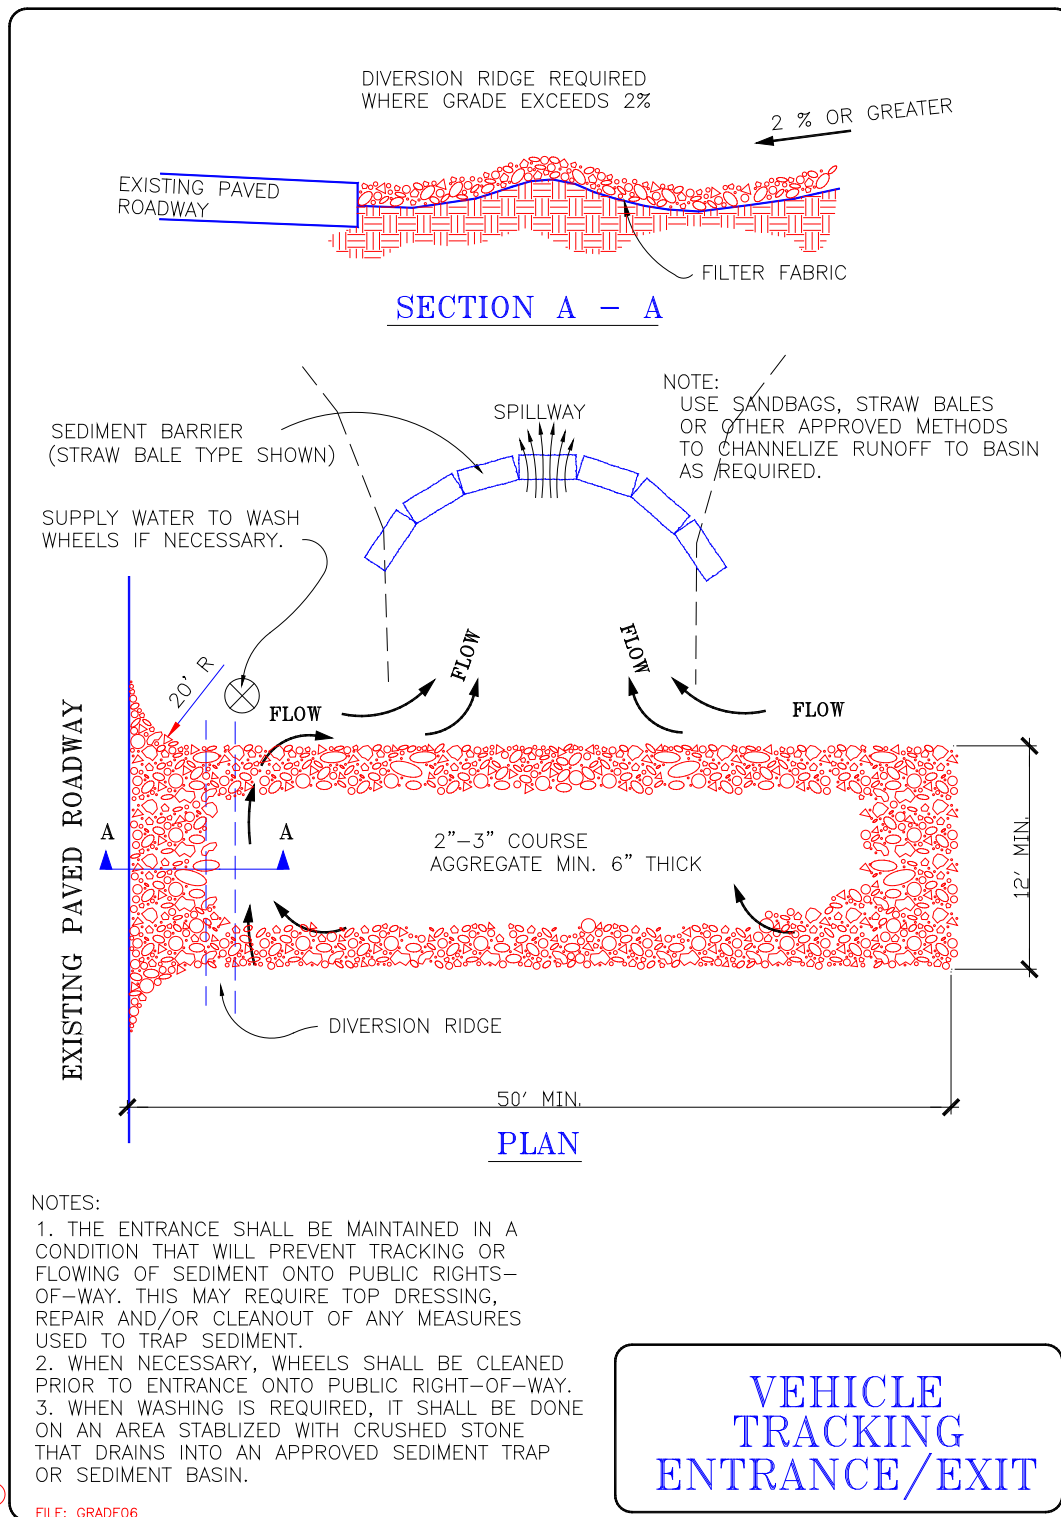 DIVERSION RIDGE REQUIRED
WHERE GRADE EXCEEDS 2%
2 % OR GREATER
EXISTING PAVED
ROADWAY
FILTER FABRIC
SECTION A - A
NOTE:
USE SANDBAGS, STRAW BALES
OR OTHER APPROVED METHODS
TO CHANNELIZE RUNOFF TO BASIN
AS REQUIRED.
SPILLWAY
SEDIMENT BARRIER
(STRAW BALE TYPE SHOWN)
SUPPLY WATER TO WASH
WHEELS IF NECESSARY.
20' R
FLOW
FLOW
FLOW
FLOW
EXISTING PAVED ROADWAY
A
A
2"-3" COURSE
AGGREGATE MIN. 6" THICK
12' MIN.
DIVERSION RIDGE
50' MIN.
PLAN
NOTES:
1. THE ENTRANCE SHALL BE MAINTAINED IN A
CONDITION THAT WILL PREVENT TRACKING OR
FLOWING OF SEDIMENT ONTO PUBLIC RIGHTS-
OF-WAY. THIS MAY REQUIRE TOP DRESSING,
REPAIR AND/OR CLEANOUT OF ANY MEASURES
USED TO TRAP SEDIMENT.
2. WHEN NECESSARY, WHEELS SHALL BE CLEANED
PRIOR TO ENTRANCE ONTO PUBLIC RIGHT-OF-WAY.
3. WHEN WASHING IS REQUIRED, IT SHALL BE DONE
ON AN AREA STABLIZED WITH CRUSHED STONE
THAT DRAINS INTO AN APPROVED SEDIMENT TRAP
OR SEDIMENT BASIN.
VEHICLE
TRACKING
ENTRANCE/EXIT
FILE: GRADE06